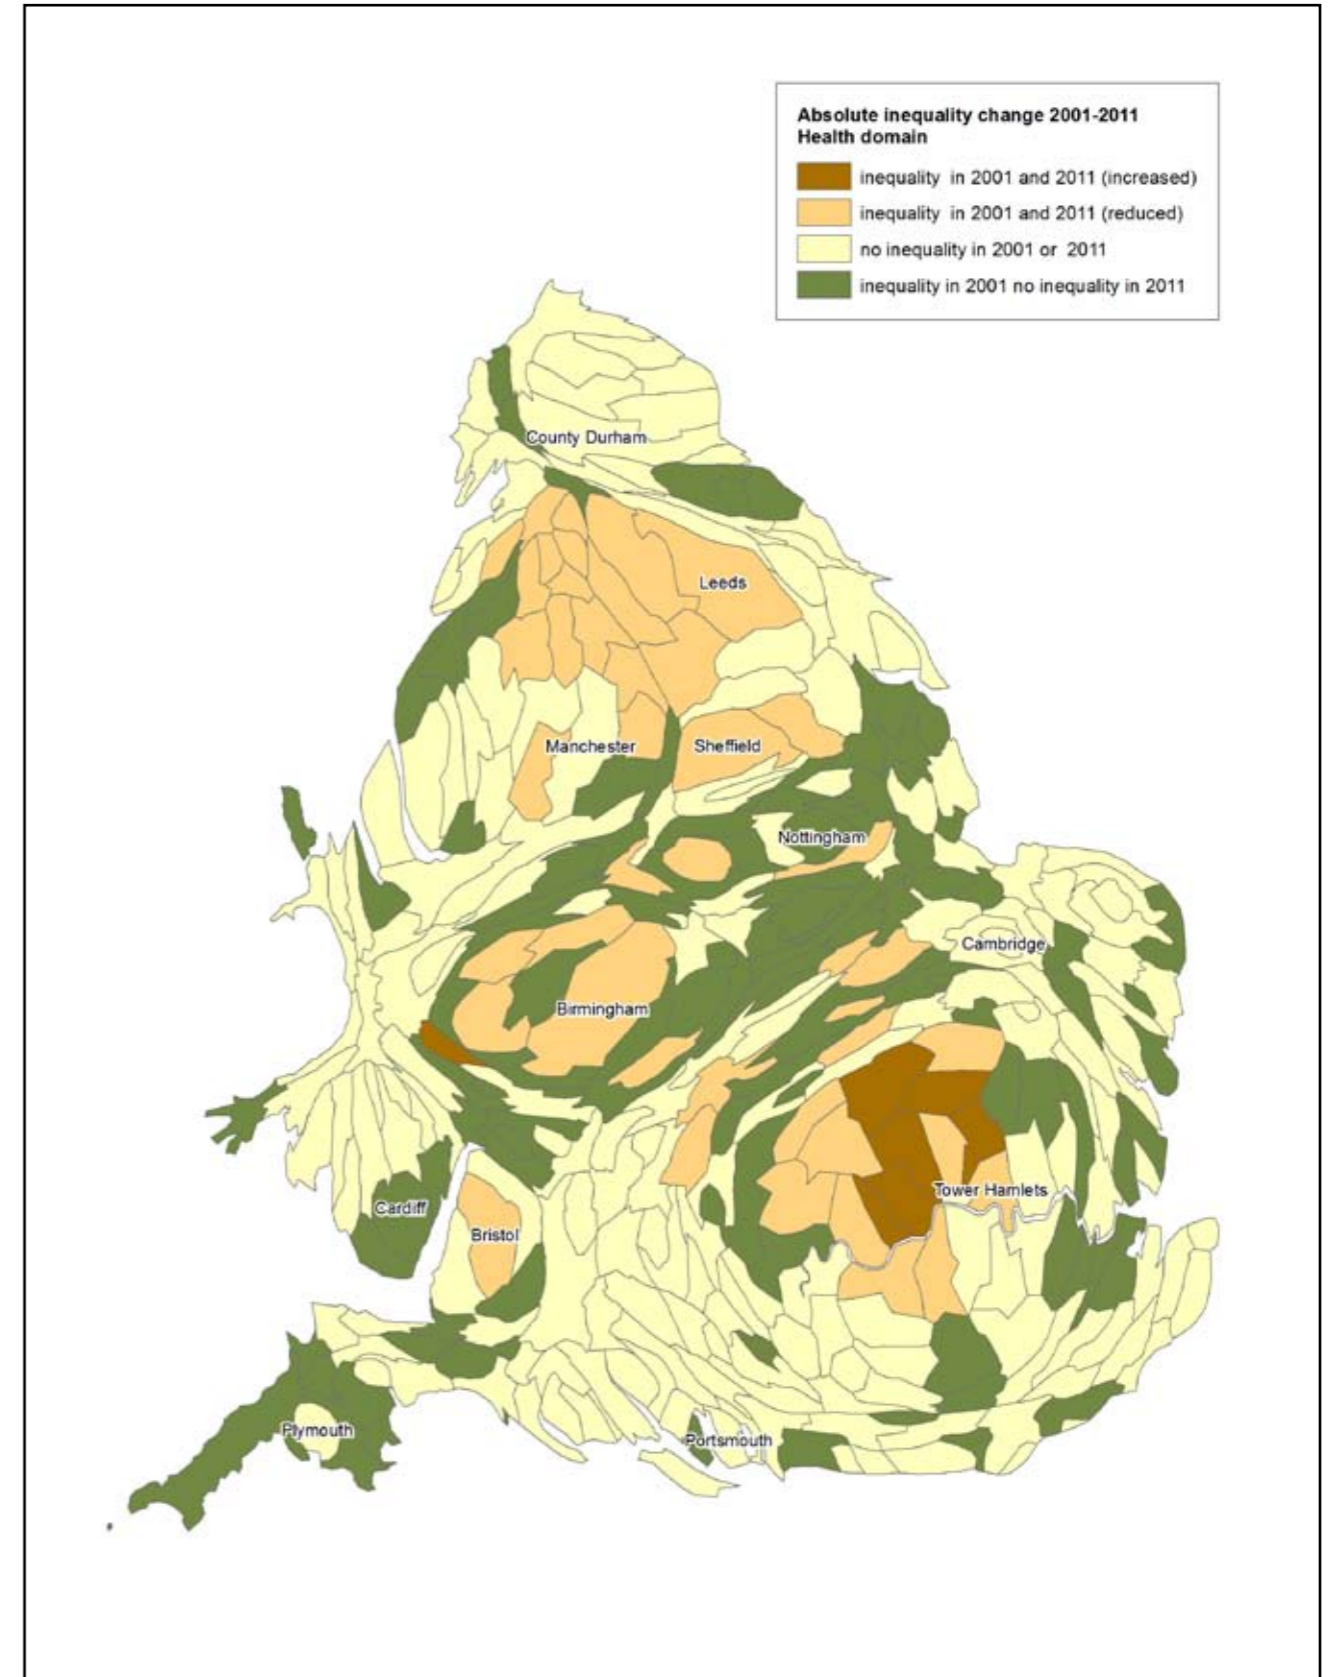 Absolute inequality change 2001-2011
Health domain
inequality in 2001 and 2011 (increased)
inequality in 2001 and 2011 (reduced)
no inequality in 2001 or 2011
inequality in 2001 no inequality in 2011
County Durham
Leeds
Manchester
Sheffield
Nottingham
Cambridge
Birmingham
Tower Hamlets
Cardiff
Bristol
Plymouth
Portsmouth